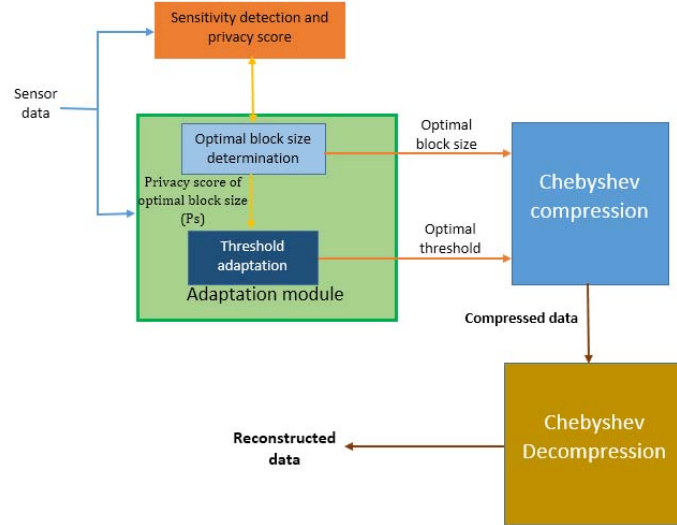 Sensitivity detection and
privacy score
Sensor
data
Optimal block size
determination
Optimal
block size
Privacy score of
optimal block size
(Ps)
Threshold
adaptation
Optimal
threshold
Adaptation module
Chebyshev
compression
Compressed data
Chebyshev
Decompression
Reconstructed
data